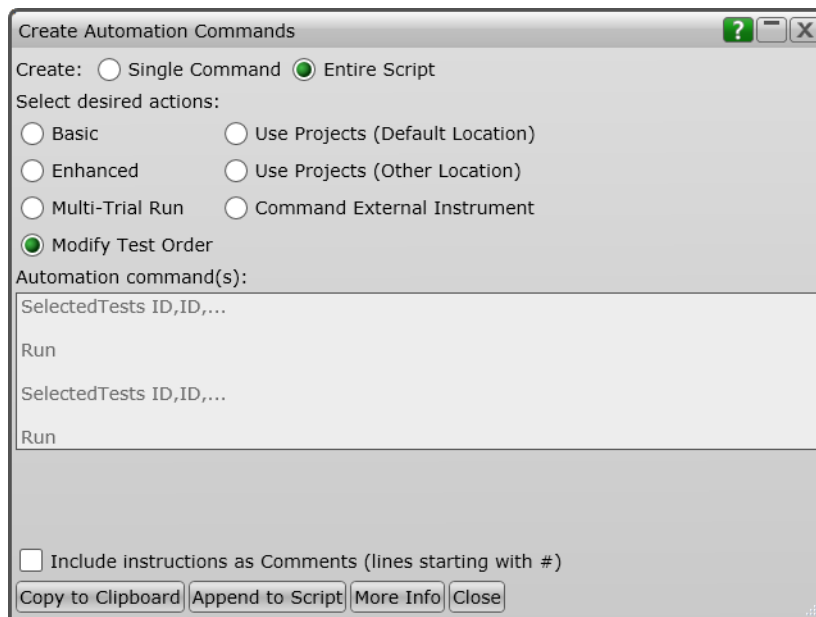 Create Automation Commands
Create: Single Command Entire Script
Select desired actions:
Basic Use Projects (Default Location)
Enhanced Use Projects (Other Location)
Multi-Trial Run Command External Instrument
Modify Test Order
Automation command(s):
SelectedTests ID,ID,...
Run
SelectedTests ID,ID,...
Run
Include instructions as Comments (lines starting with #)
Copy to Clipboard Append to Script More Info Close